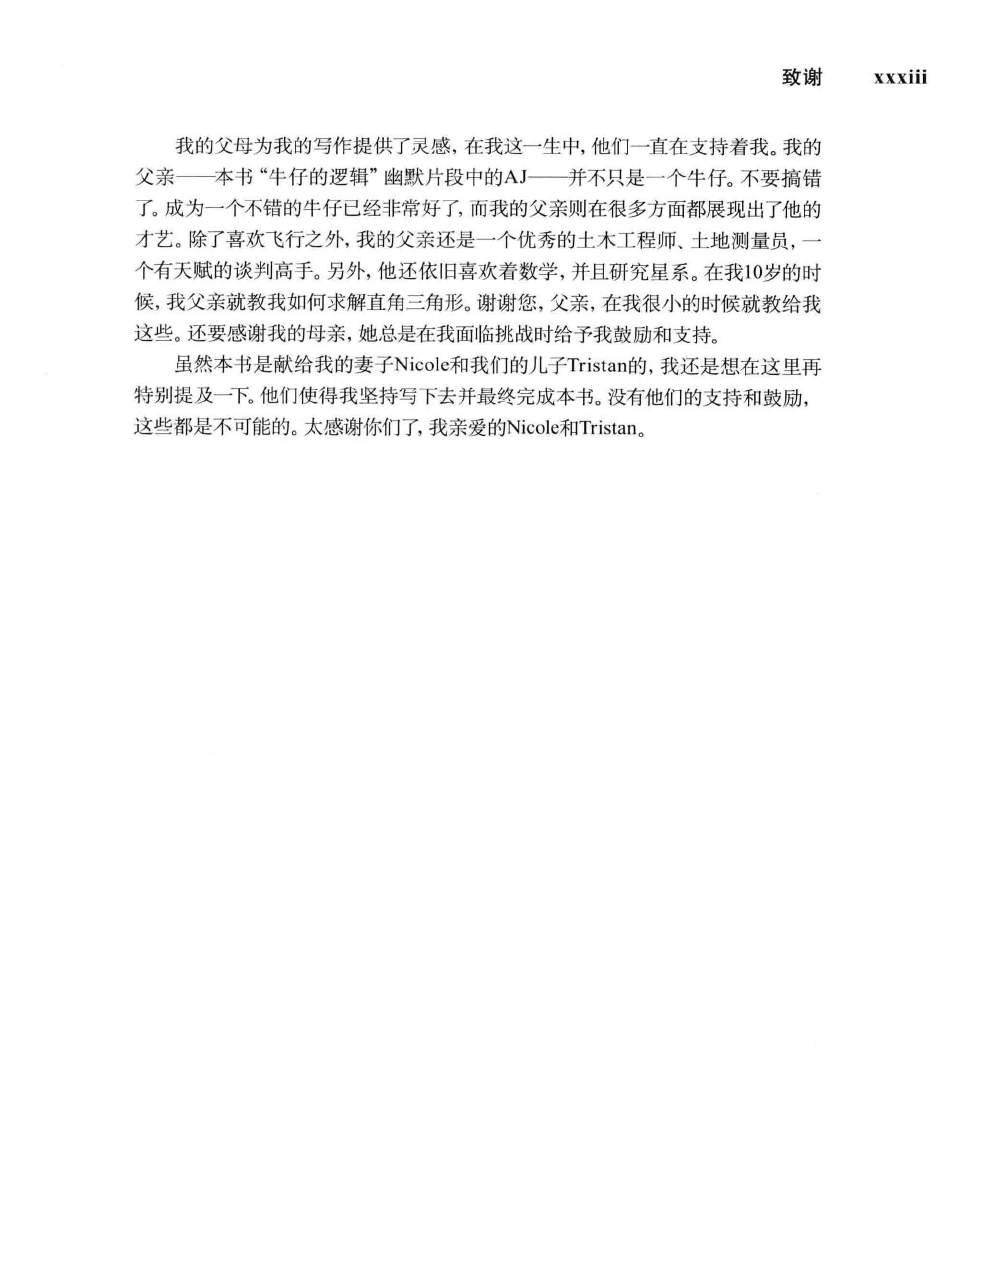 致谢 xxxiii
我的父母为我的写作提供了灵感，在我这一生中，他们一直在支持着我。我的
父亲——本书“牛仔的逻辑”幽默片段中的AJ——并不只是一个牛仔。不要搞错
了。成为一个不错的牛仔已经非常好了，而我的父亲则在很多方面都展现出了他的
才艺。除了喜欢飞行之外，我的父亲还是一个优秀的土木工程师、土地测量员，一
个有天赋的谈判高手。另外，他还依旧喜欢着数学，并且研究星系。在我10岁的时
候，我父亲就教我如何求解直角三角形。谢谢您，父亲，在我很小的时候就教给我
这些。还要感谢我的母亲，她总是在我面临挑战时给予我鼓励和支持。
虽然本书是献给我的妻子Nicole和我们的儿子Tristan的，我还是想在这里再
特别提及一下。他们使得我坚持写下去并最终完成本书。没有他们的支持和鼓励，
这些都是不可能的。太感谢你们了，我亲爱的Nicole和Tristan。